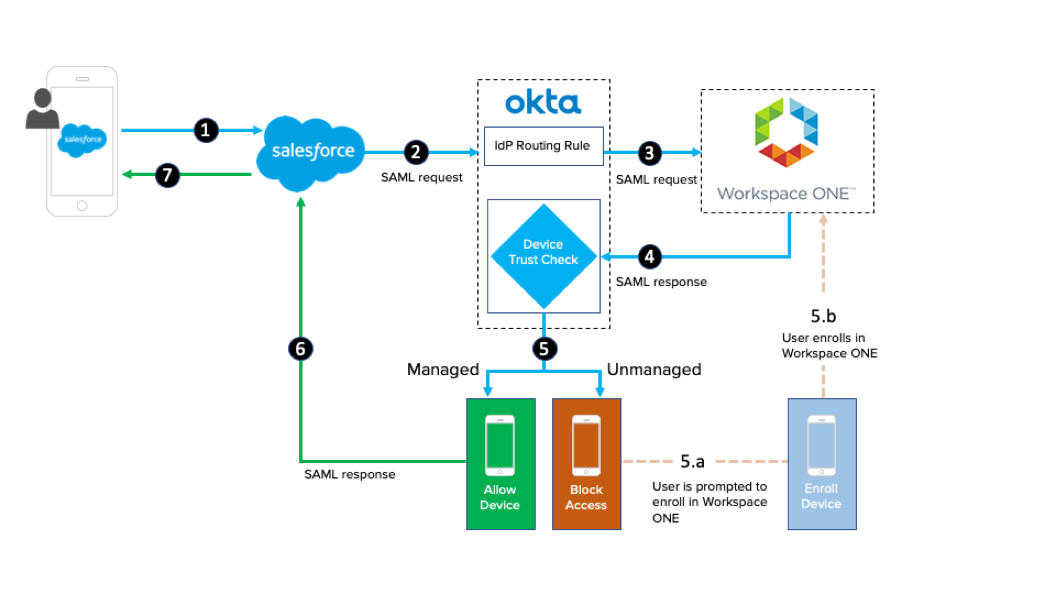 salesforce
1
7
salesforce
2
SAML request
okta
IdP Routing Rule
3
SAML request
Workspace ONE™
Device
Trust Check
4
SAML response
5
Managed
Unmanaged
6
SAML response
Allow
Device
Block
Access
5.a
User is prompted to
enroll in Workspace
ONE
Enroll
Device
5.b
User enrolls in
Workspace ONE